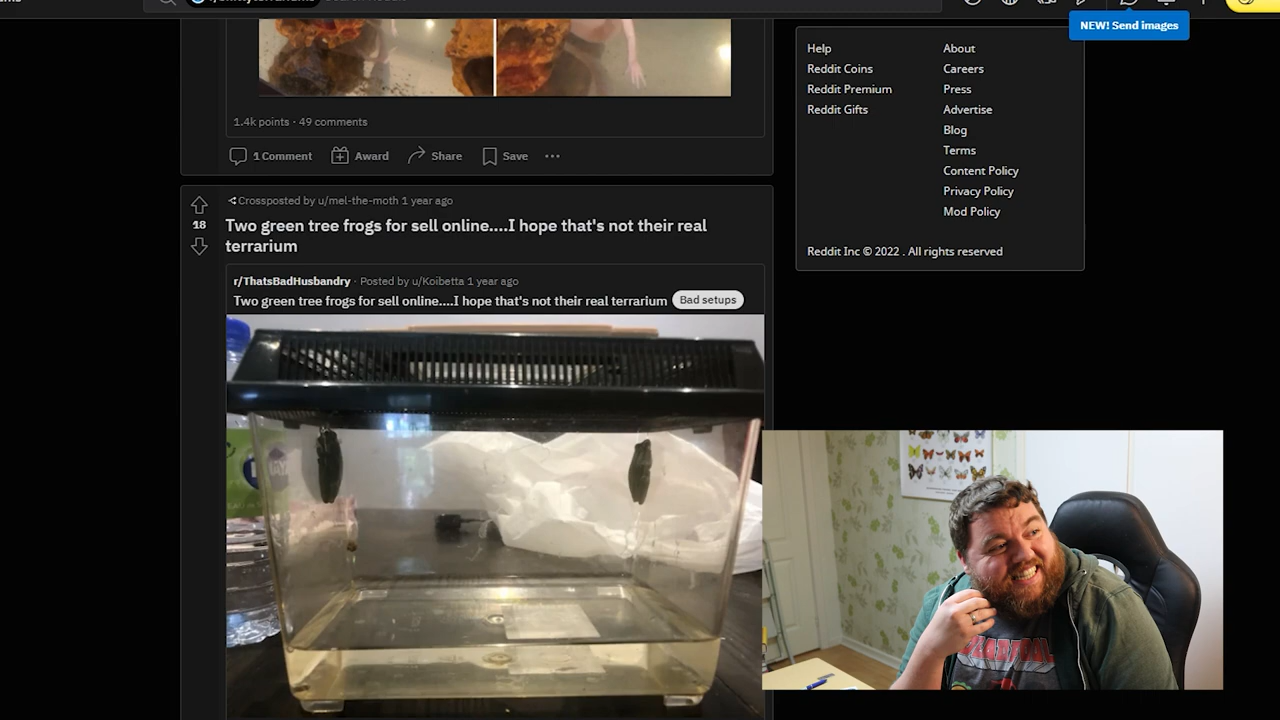 NEW! Send images
1.4k points · 49 comments
1 Comment
Award
Share
Save
18
Crossposted by u/mel-the-moth 1 year ago
Two green tree frogs for sell online....I hope that's not their real
terrarium
r/ThatsBadHusbandry · Posted by u/Koibetta 1 year ago
Two green tree frogs for sell online....I hope that's not their real terrarium
Bad setups
Help
Reddit Coins
Reddit Premium
Reddit Gifts
About
Careers
Press
Advertise
Blog
Terms
Content Policy
Privacy Policy
Mod Policy
Reddit Inc © 2022 . All rights reserved